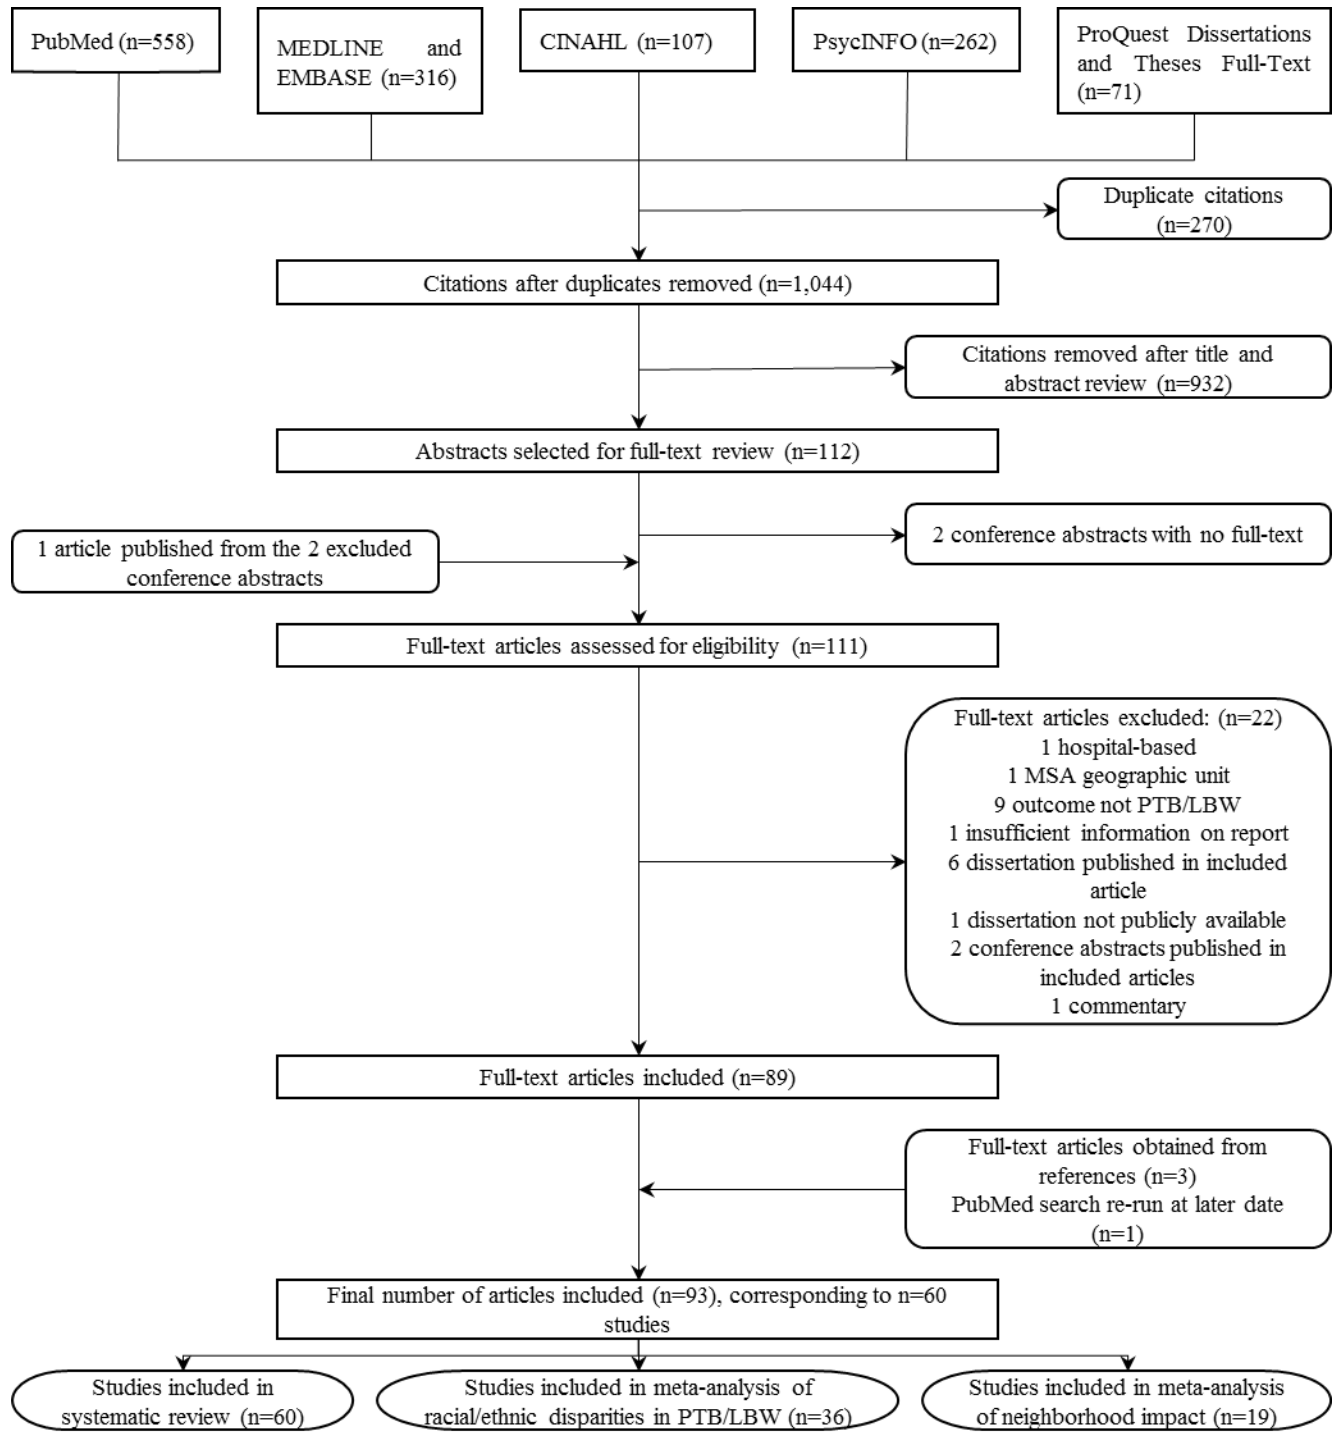 PubMed (n=558)
MEDLINE and
EMBASE (n=316)
CINAHL (n=107)
PsycINFO (n=262)
ProQuest Dissertations
and Theses Full-Text
(n=71)
Duplicate citations
(n=270)
Citations after duplicates removed (n=1,044)
Citations removed after title and
abstract review (n=932)
Abstracts selected for full-text review (n=112)
2 conference abstracts with no full-text
1 article published from the 2 excluded
conference abstracts
Full-text articles assessed for eligibility (n=111)
Full-text articles excluded: (n=22)
1 hospital-based
1 MSA geographic unit
9 outcome not PTB/LBW
1 insufficient information on report
6 dissertation published in included
article
1 dissertation not publicly available
2 conference abstracts published in
included articles
1 commentary
Full-text articles included (n=89)
Full-text articles obtained from
references (n=3)
PubMed search re-run at later date
(n=1)
Final number of articles included (n=93), corresponding to n=60
studies
Studies included in
systematic review (n=60)
Studies included in meta-analysis of
racial/ethnic disparities in PTB/LBW (n=36)
Studies included in meta-analysis
of neighborhood impact (n=19)